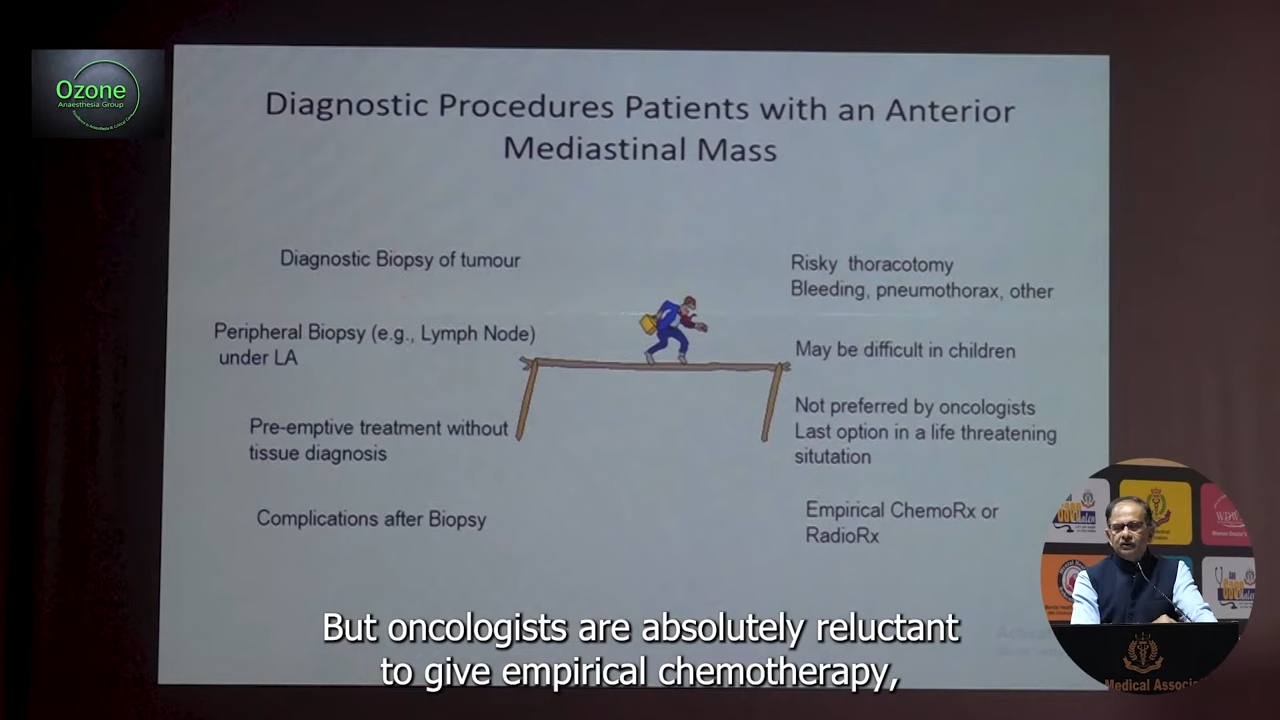 Ozone
Anaesthesia Group
Diagnostic Procedures Patients with an Anterior
Mediastinal Mass
Diagnostic Biopsy of tumour
Risky thoracotomy
Bleeding, pneumothorax, other
Peripheral Biopsy (e.g., Lymph Node)
under LA
May be difficult in children
Pre-emptive treatment without
tissue diagnosis
Not preferred by oncologists
Last option in a life threatening
situtation
Complications after Biopsy
Empirical ChemoRx or
RadioRx
WDW
Medical Associa
But oncologists are absolutely reluctant
to give empirical chemotherapy,